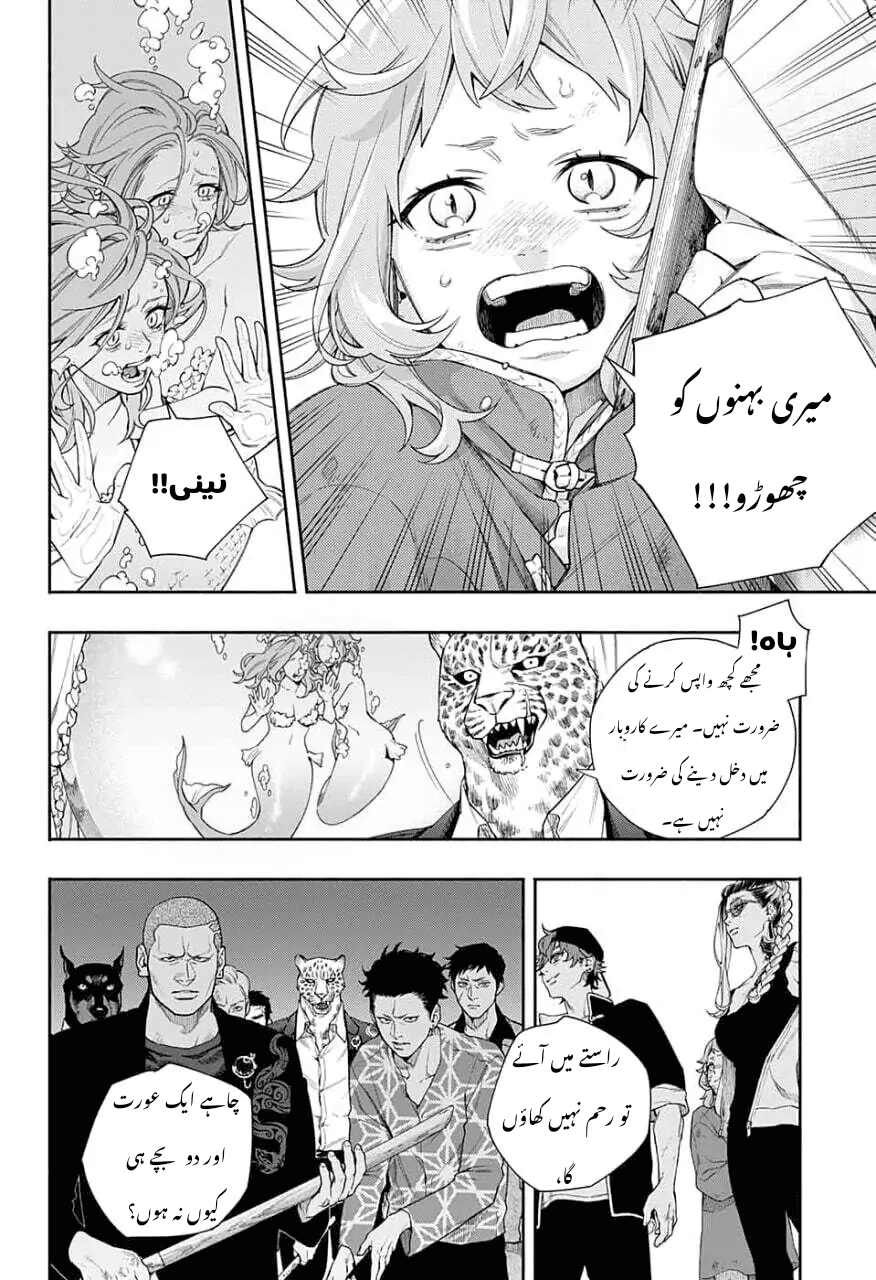 میری بہنوں کو
چھوڑو!!!
نینی!!
باہ!
مجھے کچھ واپس کرنے کی
ضرورت نہیں۔ میرے کاروبار
میں دخل دینے کی ضرورت
نہیں ہے۔
راستے میں آئے
تو رحم نہیں کھاؤں
گا،
چاہے ایک عورت
اور دو بچے ہی
کیوں نہ ہوں؟